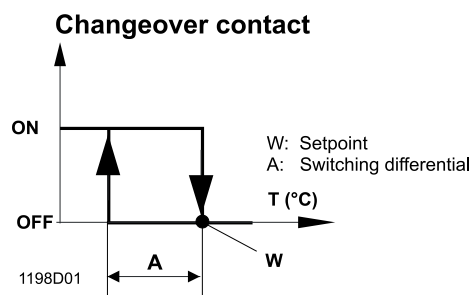 Changeover contact
ON
W: Setpoint
A: Switching differential
T (°C)
OFF
A
W
1198D01